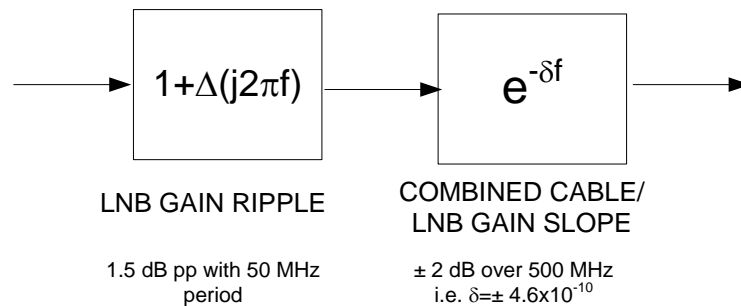 1+Δ(j2πf)
e^-δf
LNB GAIN RIPPLE
COMBINED CABLE/
LNB GAIN SLOPE
1.5 dB pp with 50 MHz
period
± 2 dB over 500 MHz
i.e. δ=± 4.6x10^-10